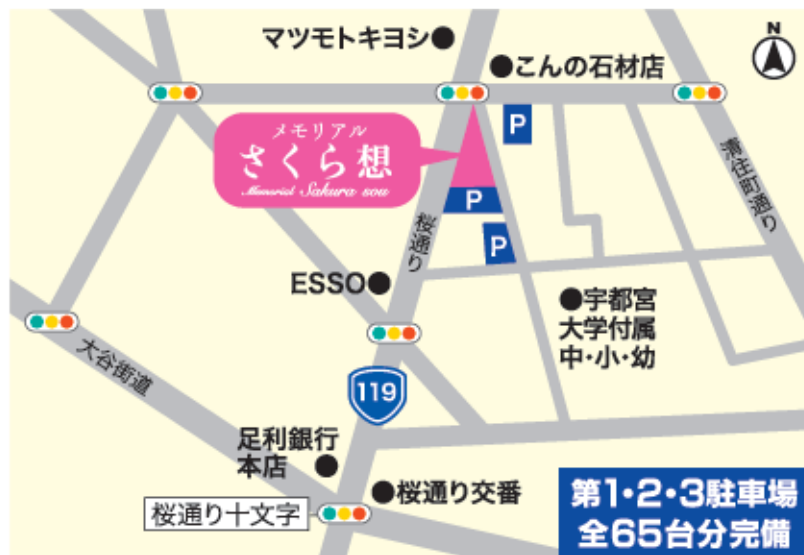 マツモトキヨシ
N
こんの石材店
P
メモリアル
さくら想
Memorial Sakura sou
P
P
清住町通り
桜通り
ESSO
宇都宮
大学付属
中・小・幼
大谷街道
119
足利銀行
本店
桜通り交番
桜通り十文字
第1・2・3駐車場
全65台分完備